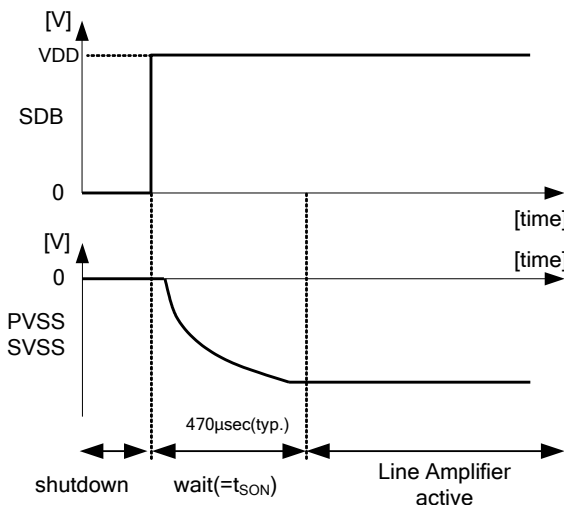 [V]
VDD
SDB
0
[time]
[V]
[time]
0
PVSS
SVSS
470μsec(typ.)
shutdown
wait(=tSON)
Line Amplifier
active